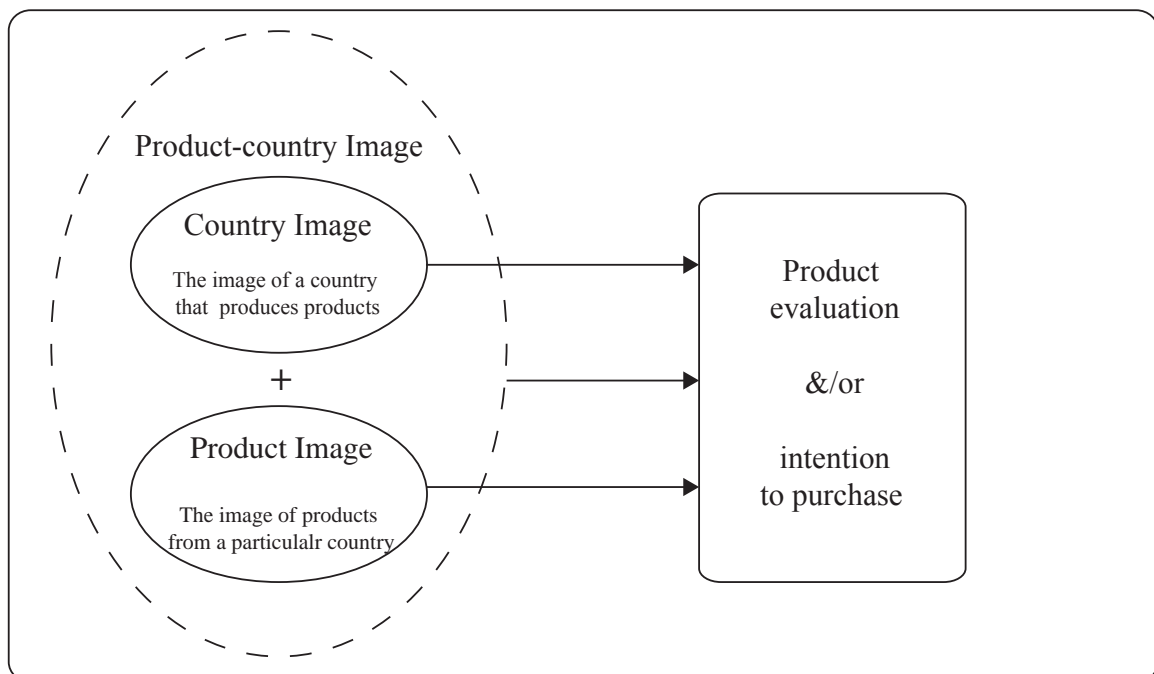 Product-country Image
Country Image
The image of a country
that produces products
+
Product Image
The image of products
from a particulalr country
Product
evaluation
&/or
intention
to purchase